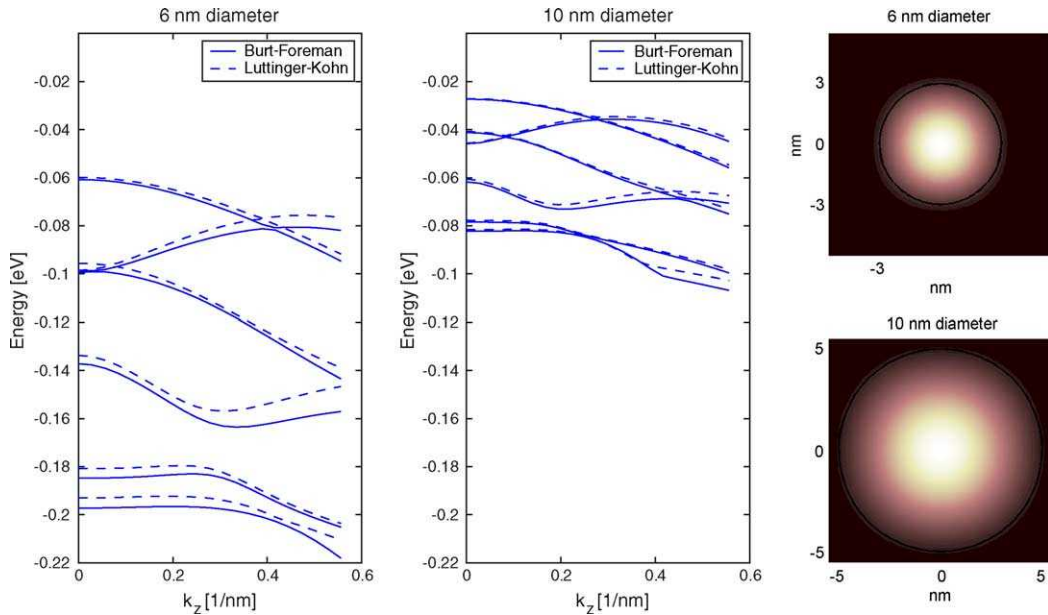 6 nm diameter
Burt-Foreman
Luttinger-Kohn
-0.02
-0.04
-0.06
-0.08
-0.1
-0.12
-0.14
-0.16
-0.18
-0.2
-0.22
Energy [eV]
0 0.2 0.4 0.6
k_z [1/nm]
10 nm diameter
Burt-Foreman
Luttinger-Kohn
-0.02
-0.04
-0.06
-0.08
-0.1
-0.12
-0.14
-0.16
-0.18
-0.2
-0.22
Energy [eV]
0 0.2 0.4 0.6
k_z [1/nm]
6 nm diameter
3
0
-3
nm
-3
nm
10 nm diameter
5
0
-5
-5 0 5
nm